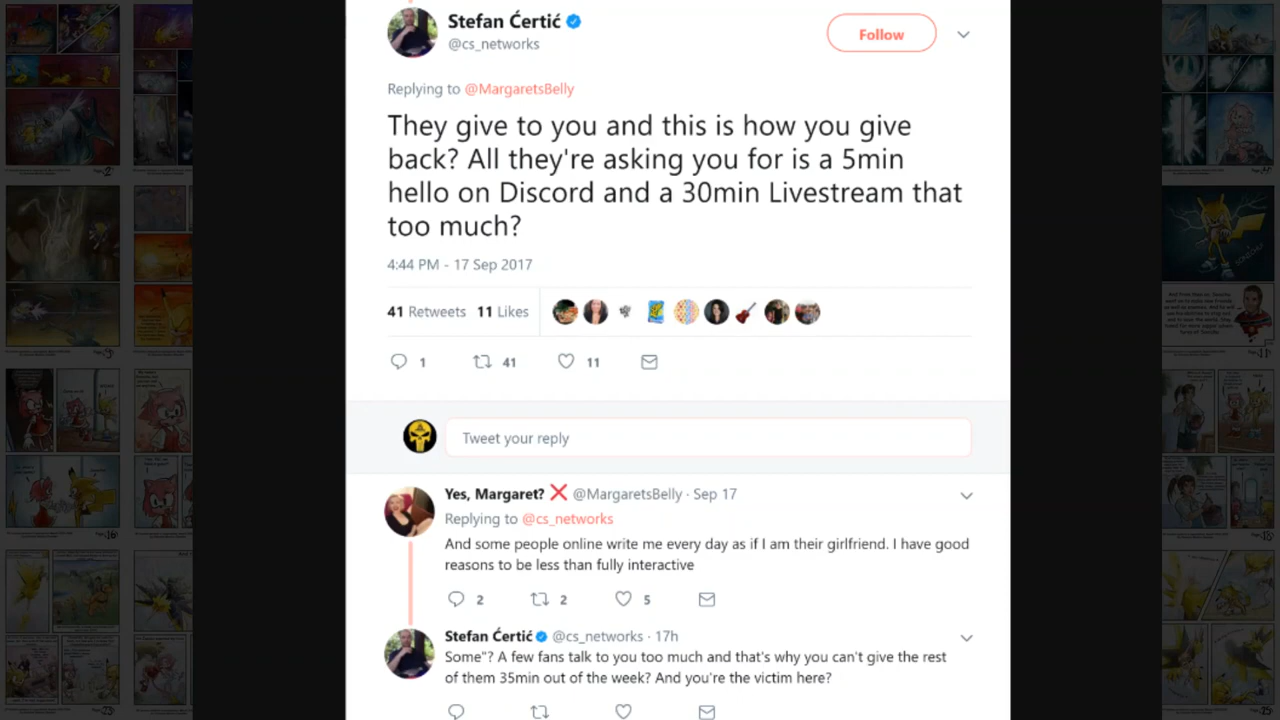 Stefan Ćertić
@cs_networks
Follow
Replying to @MargaretsBelly
They give to you and this is how you give
back? All they're asking you for is a 5min
hello on Discord and a 30min Livestream that
too much?
4:44 PM - 17 Sep 2017
41 Retweets 11 Likes
1 41 11
Tweet your reply
Yes, Margaret? ❌ @MargaretsBelly · Sep 17
Replying to @cs_networks
And some people online write me every day as if I am their girlfriend. I have good
reasons to be less than fully interactive
2 2 5
Stefan Ćertić @cs_networks · 17h
Some"? A few fans talk to you too much and that's why you can't give the rest
of them 35min out of the week? And you're the victim here?